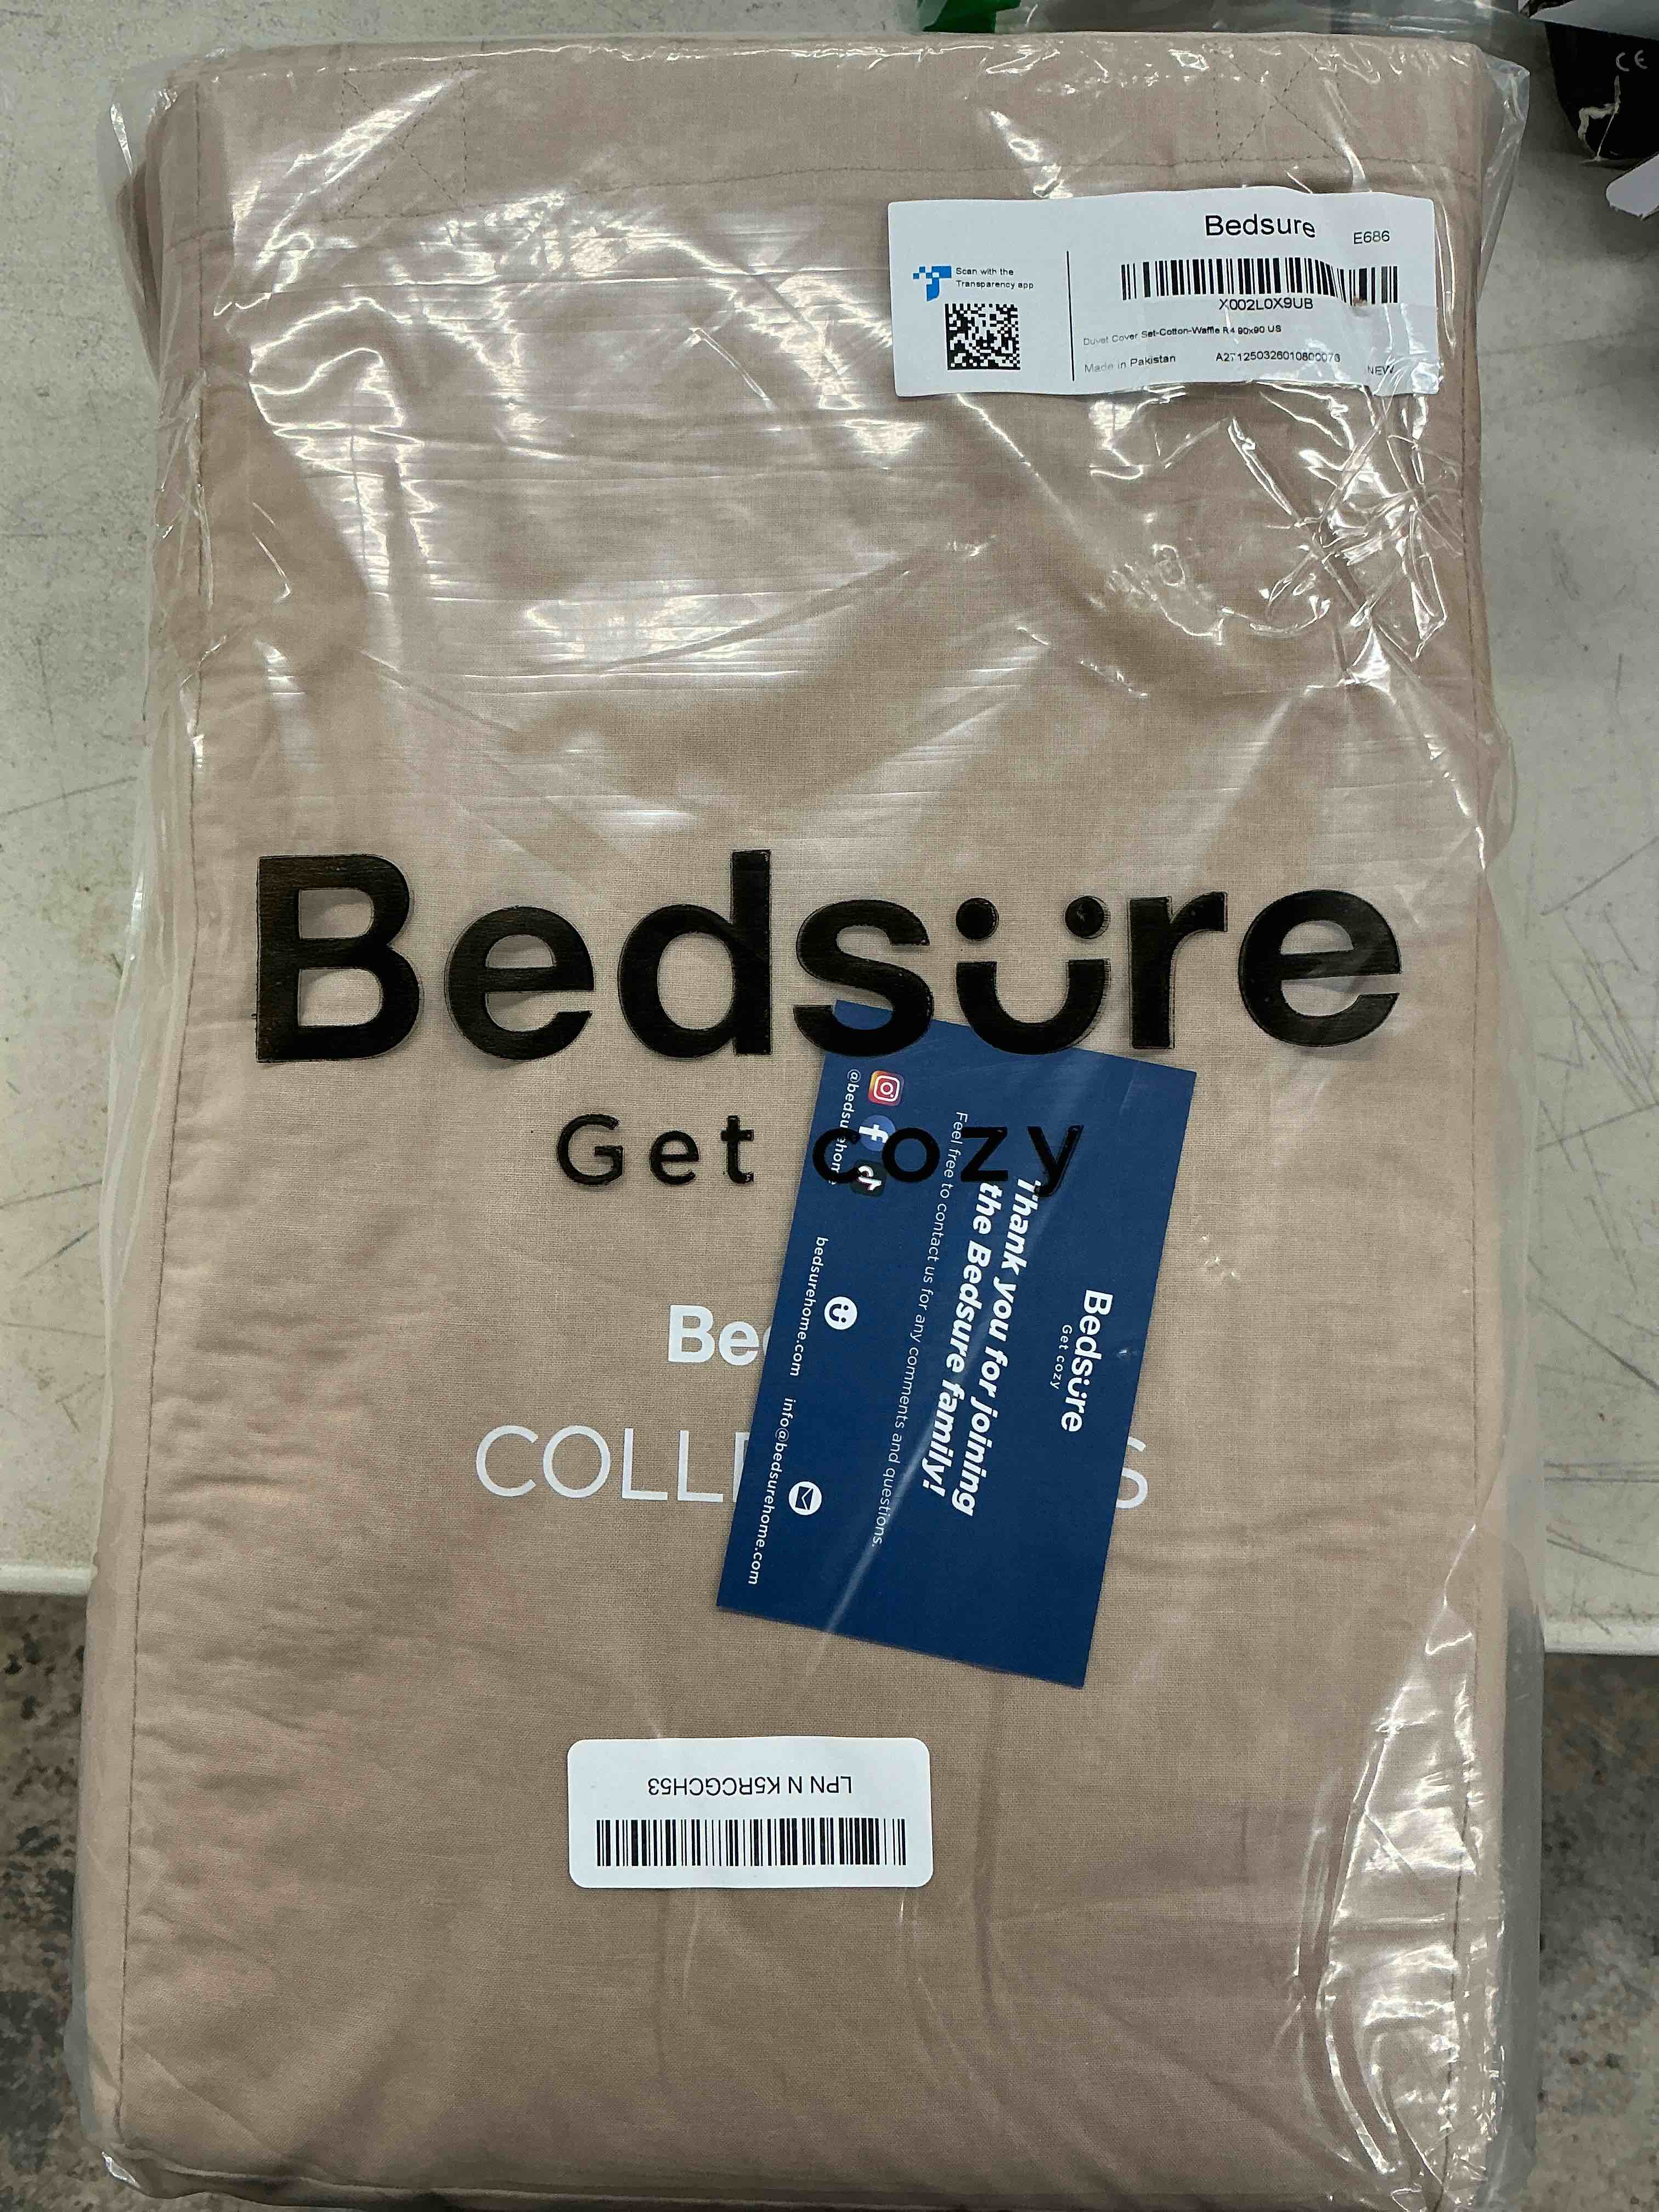 CE
Bedsure
E686
Scan with the
Transparency app
X002L0X9UB
Duvet Cover Set-Cotton-Waffle R4 90x90 US
Made in Pakistan
NEW
Bedsure
Get cozy
Bedsure
Get cozy
Thank you for joining
the Bedsure family!
Feel free to contact us for any comments and questions.
bedsurehome.com
info@bedsurehome.com
LPN N K5RCGCH53